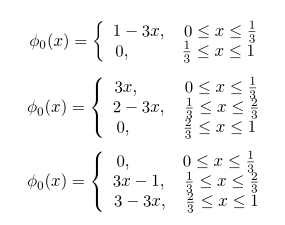 ϕ₀(x) = { 1 − 3x, 0 ≤ x ≤ 1/3
0, 1/3 ≤ x ≤ 1
ϕ₀(x) = { 3x, 0 ≤ x ≤ 1/3
2 − 3x, 1/3 ≤ x ≤ 2/3
0, 2/3 ≤ x ≤ 1
ϕ₀(x) = { 0, 0 ≤ x ≤ 1/3
3x − 1, 1/3 ≤ x ≤ 2/3
3 − 3x, 2/3 ≤ x ≤ 1